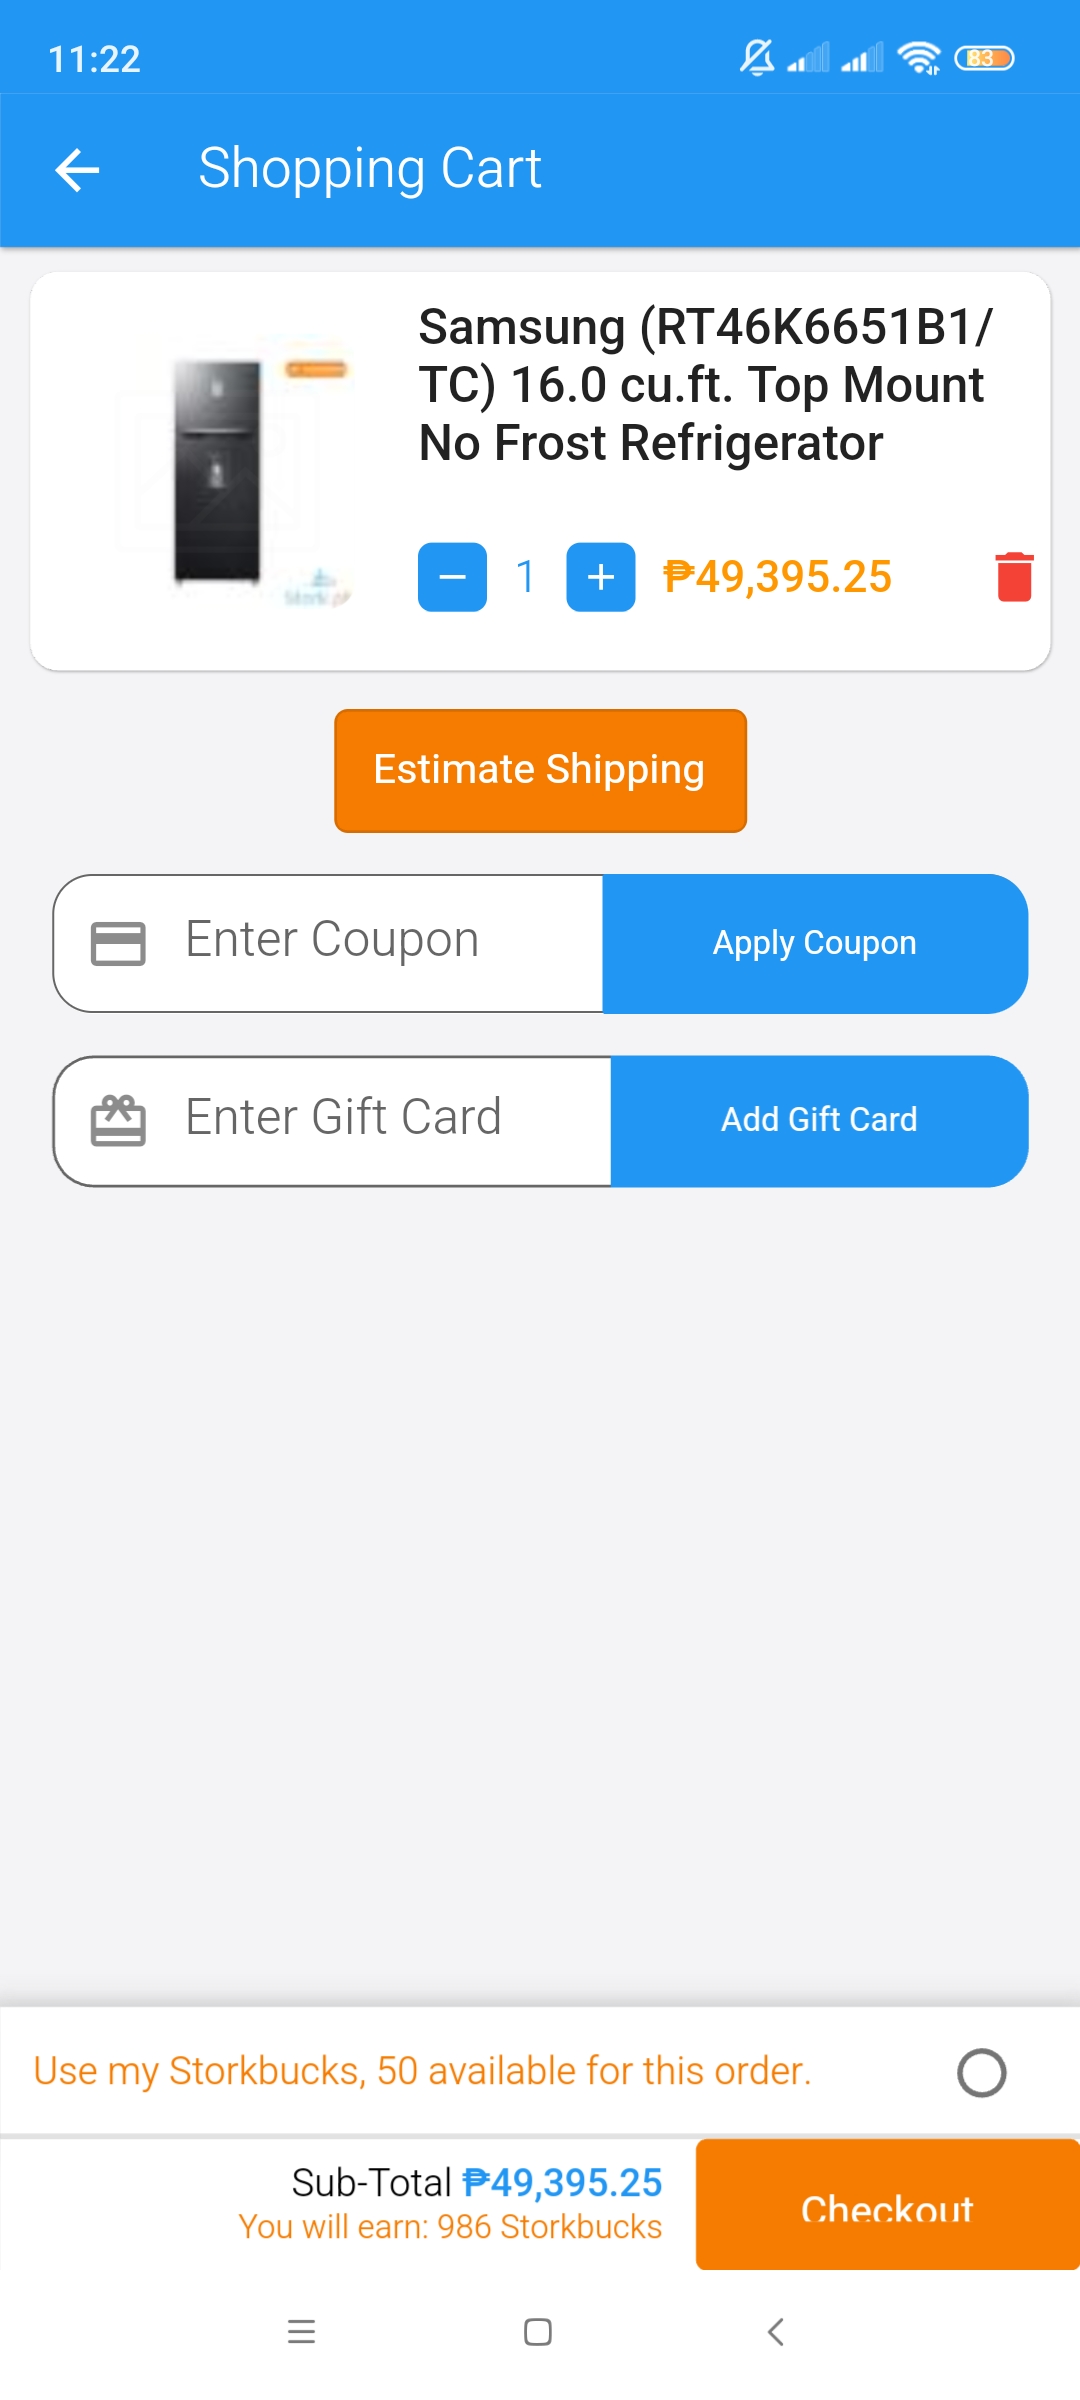 11:22
83
Shopping Cart
Samsung (RT46K6651B1/
TC) 16.0 cu.ft. Top Mount
No Frost Refrigerator
1
₱49,395.25
Estimate Shipping
Enter Coupon
Apply Coupon
Enter Gift Card
Add Gift Card
Use my Storkbucks, 50 available for this order.
Sub-Total ₱49,395.25
You will earn: 986 Storkbucks
Checkout